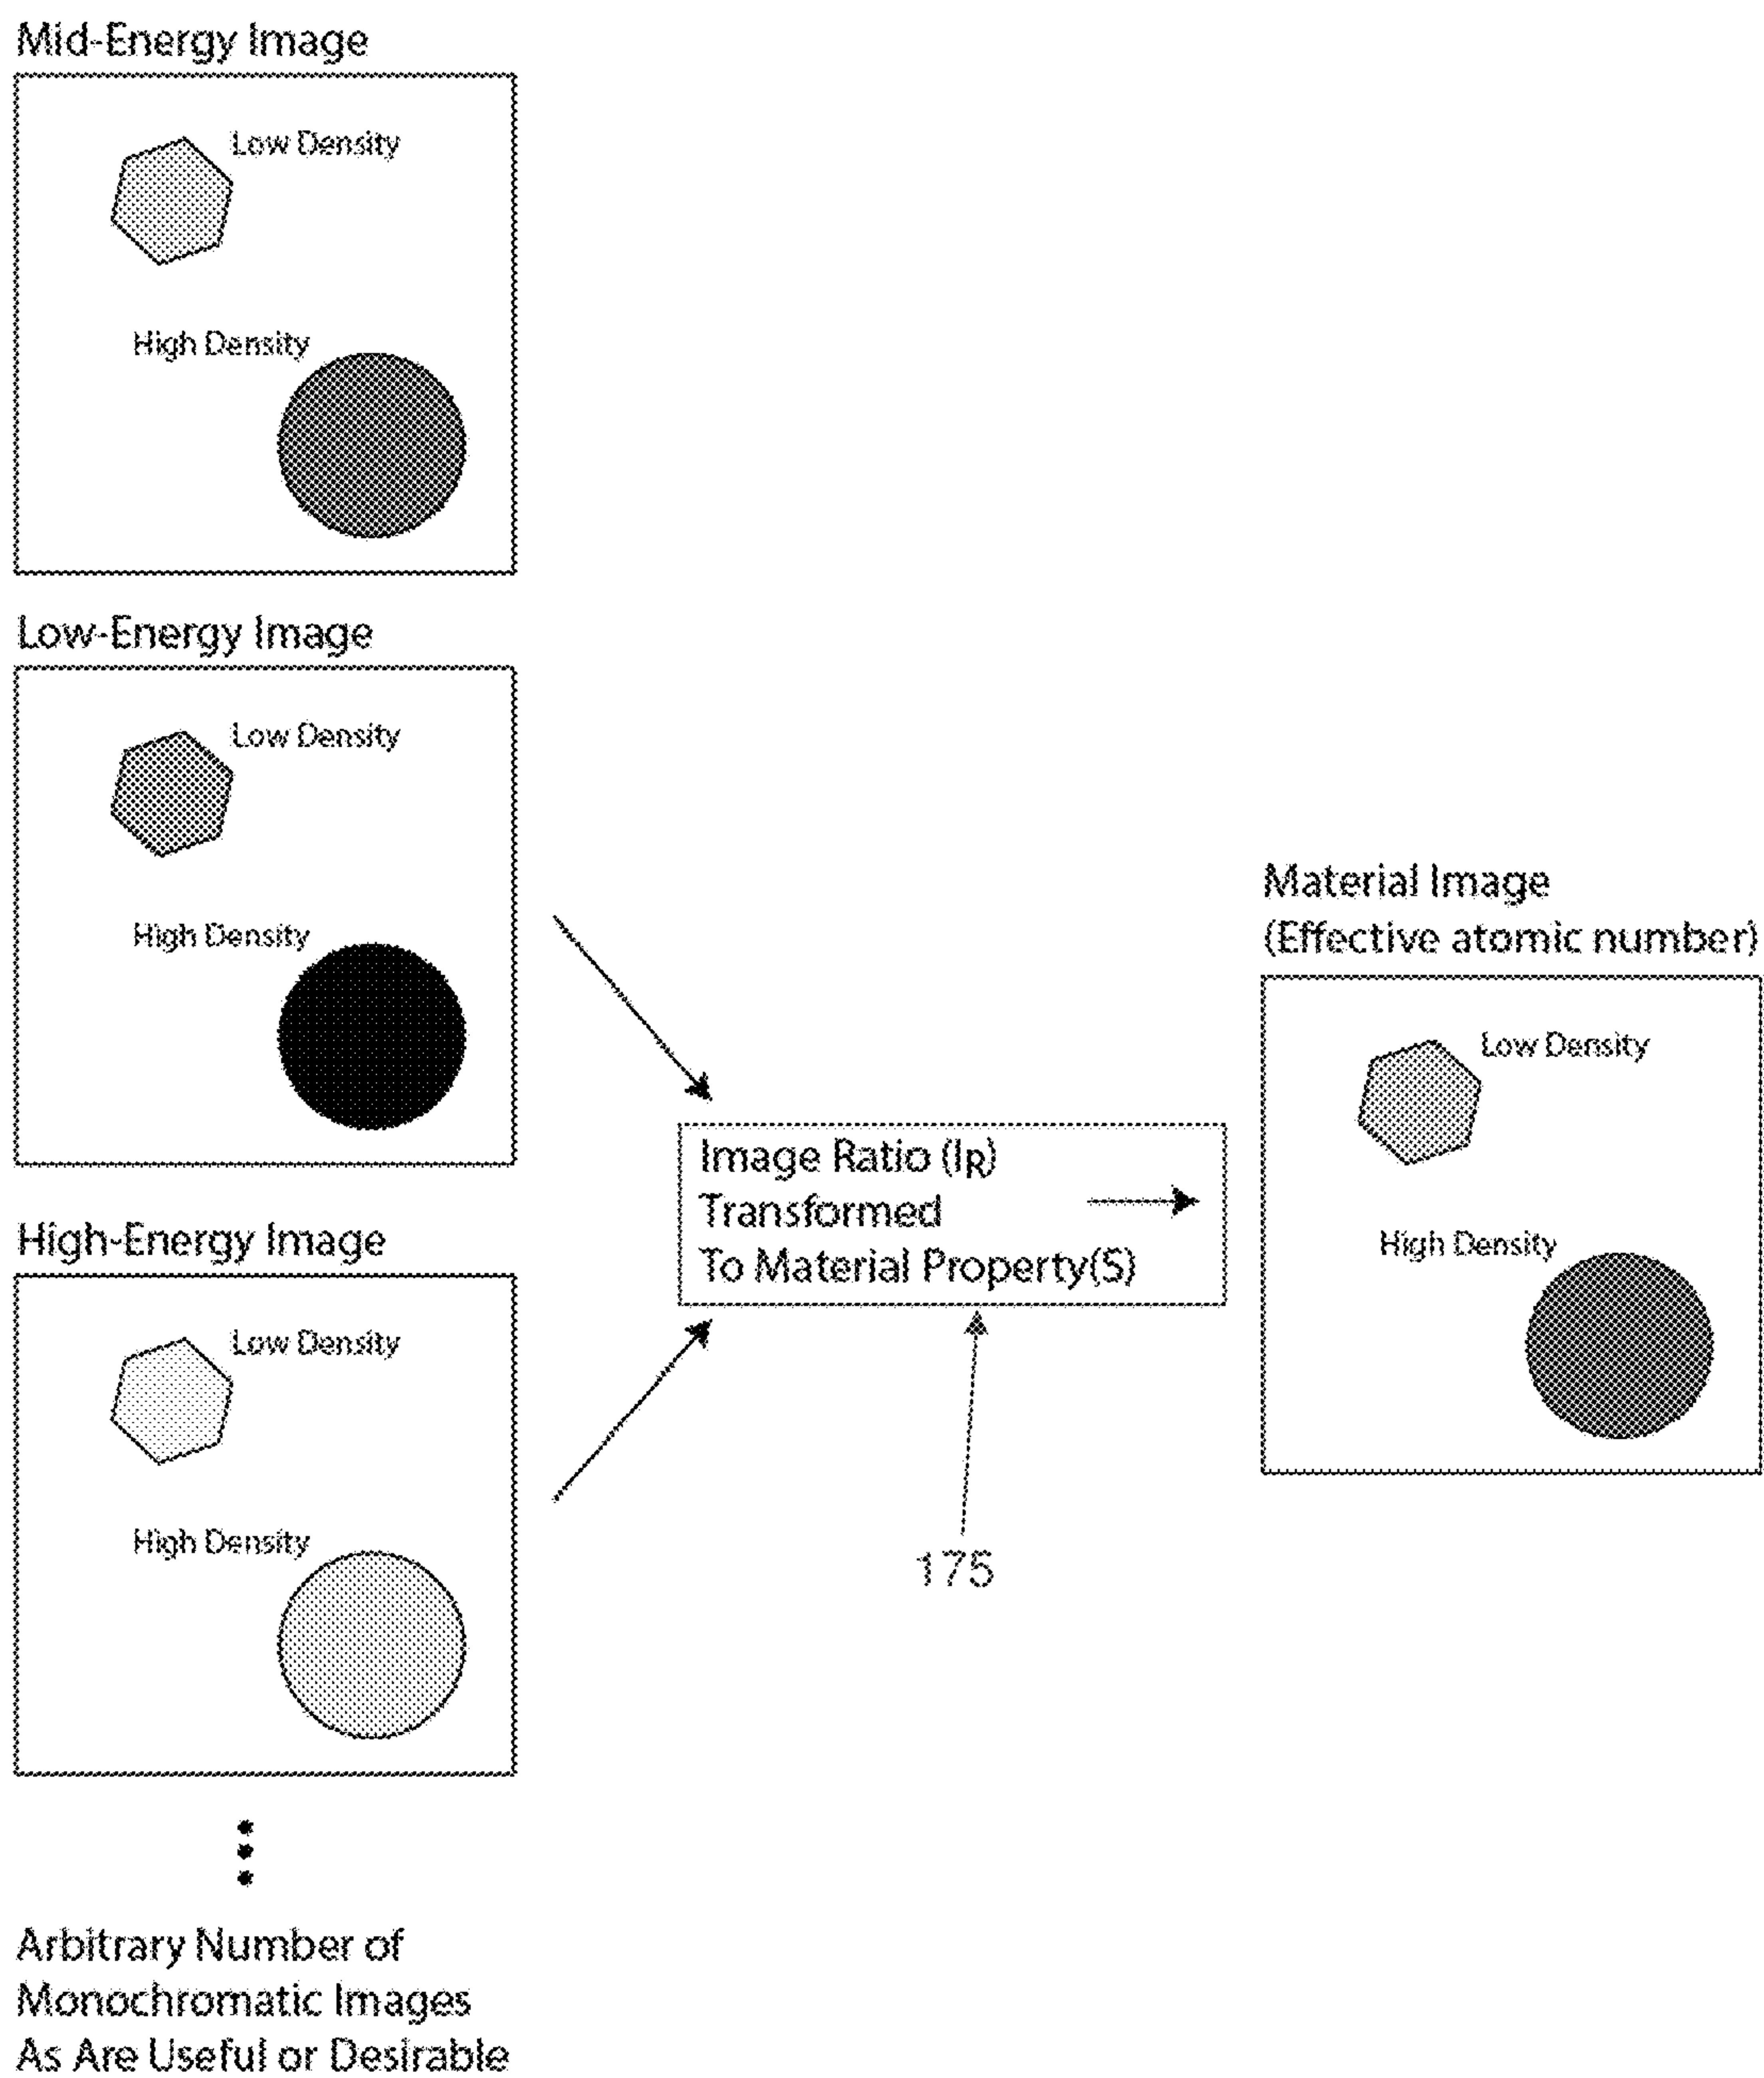 Mid-Energy Image
Low Density
High Density
Low-Energy Image
Low Density
High Density
High-Energy Image
Low Density
High Density
Arbitrary Number of
Monochromatic Images
As Are Useful or Desirable
Image Ratio (IR)
Transformed
To Material Property(S)
175
Material Image
(Effective atomic number)
Low Density
High Density